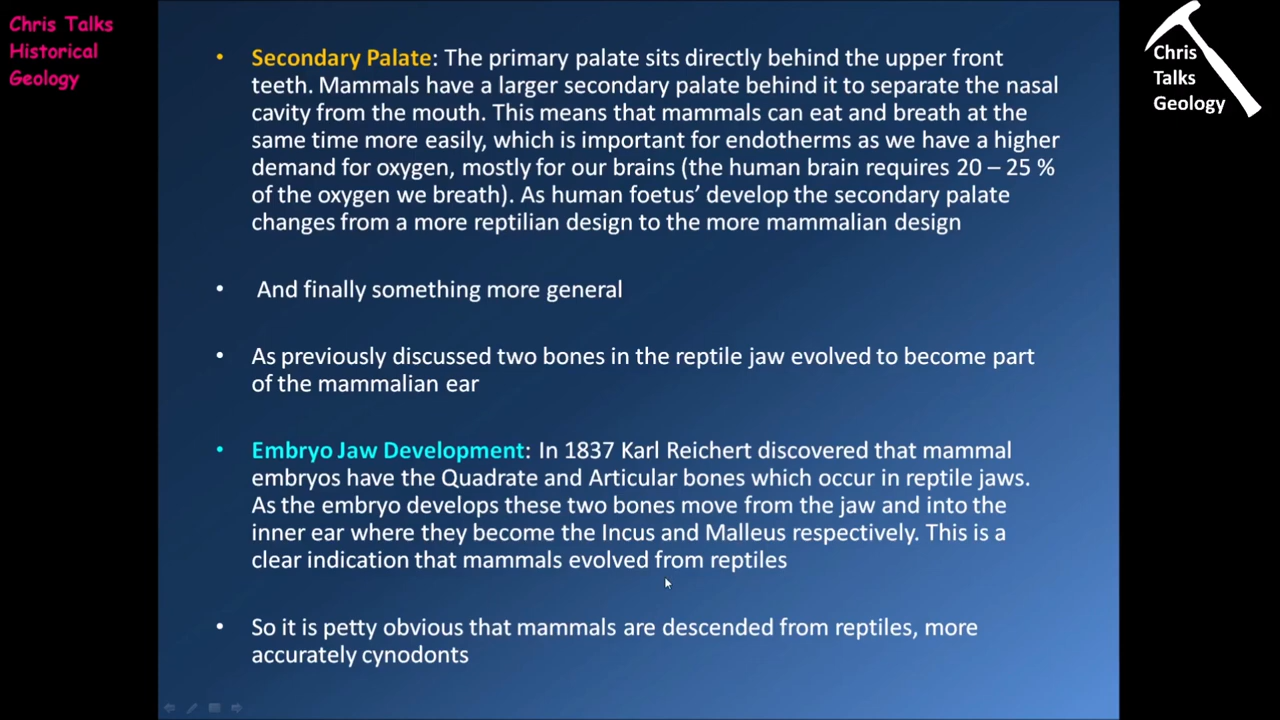 Chris Talks
Historical
Geology
Chris
Talks
Geology
• Secondary Palate: The primary palate sits directly behind the upper front
teeth. Mammals have a larger secondary palate behind it to separate the nasal
cavity from the mouth. This means that mammals can eat and breath at the
same time more easily, which is important for endotherms as we have a higher
demand for oxygen, mostly for our brains (the human brain requires 20 – 25 %
of the oxygen we breath). As human foetus’ develop the secondary palate
changes from a more reptilian design to the more mammalian design
• And finally something more general
• As previously discussed two bones in the reptile jaw evolved to become part
of the mammalian ear
• Embryo Jaw Development: In 1837 Karl Reichert discovered that mammal
embryos have the Quadrate and Articular bones which occur in reptile jaws.
As the embryo develops these two bones move from the jaw and into the
inner ear where they become the Incus and Malleus respectively. This is a
clear indication that mammals evolved from reptiles
• So it is petty obvious that mammals are descended from reptiles, more
accurately cynodonts